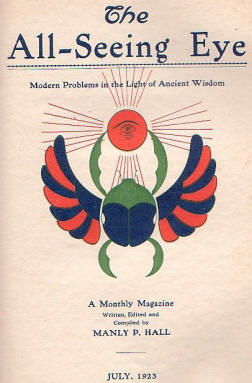 The
All-Seeing Eye
Modern Problems in the Light of Ancient Wisdom
A Monthly Magazine
Written, Edited and
Compiled by
MANLY P. HALL
JULY, 1923